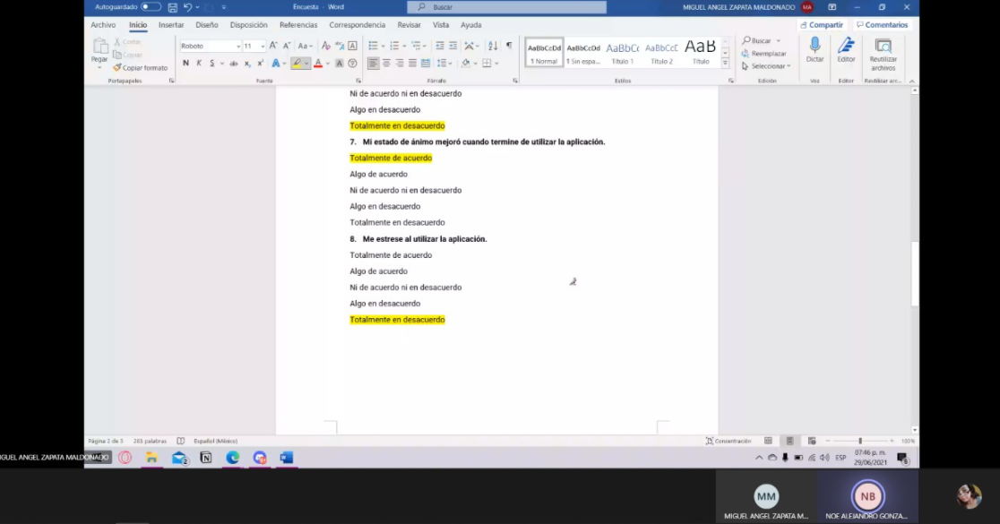 Autoguardado
Encuesta - Word
Buscar
MIGUEL ANGEL ZAPATA MALDONADO MA
Archivo Inicio Insertar Diseño Disposición Referencias Correspondencia Revisar Vista Ayuda
Compartir Comentarios
Pegar
Cortar
Copiar
Copiar formato
Roboto 11
N K S
AaBbCcDd AaBbCcDd AaBbCc AaBbCcC AaB
1 Normal 1 Sin espa... Título 1 Título 2 Título
Buscar
Reemplazar
Seleccionar
Dictar
Editor
Reutilizar archivos
Portapapeles Fuente Párrafo Estilos Edición Voz Editor Reutilizar arc...
Ni de acuerdo ni en desacuerdo
Algo en desacuerdo
Totalmente en desacuerdo
7. Mi estado de ánimo mejoró cuando termine de utilizar la aplicación.
Totalmente de acuerdo
Algo de acuerdo
Ni de acuerdo ni en desacuerdo
Algo en desacuerdo
Totalmente en desacuerdo
8. Me estrese al utilizar la aplicación.
Totalmente de acuerdo
Algo de acuerdo
Ni de acuerdo ni en desacuerdo
Algo en desacuerdo
Totalmente en desacuerdo
Página 2 de 3 265 palabras Español (México)
Concentración 100%
IGUEL ANGEL ZAPATA MALDONADO
ESP
07:46 p. m.
29/06/2021
MM
MIGUEL ANGEL ZAPATA M...
NB
NOE ALEJANDRO GONZA...